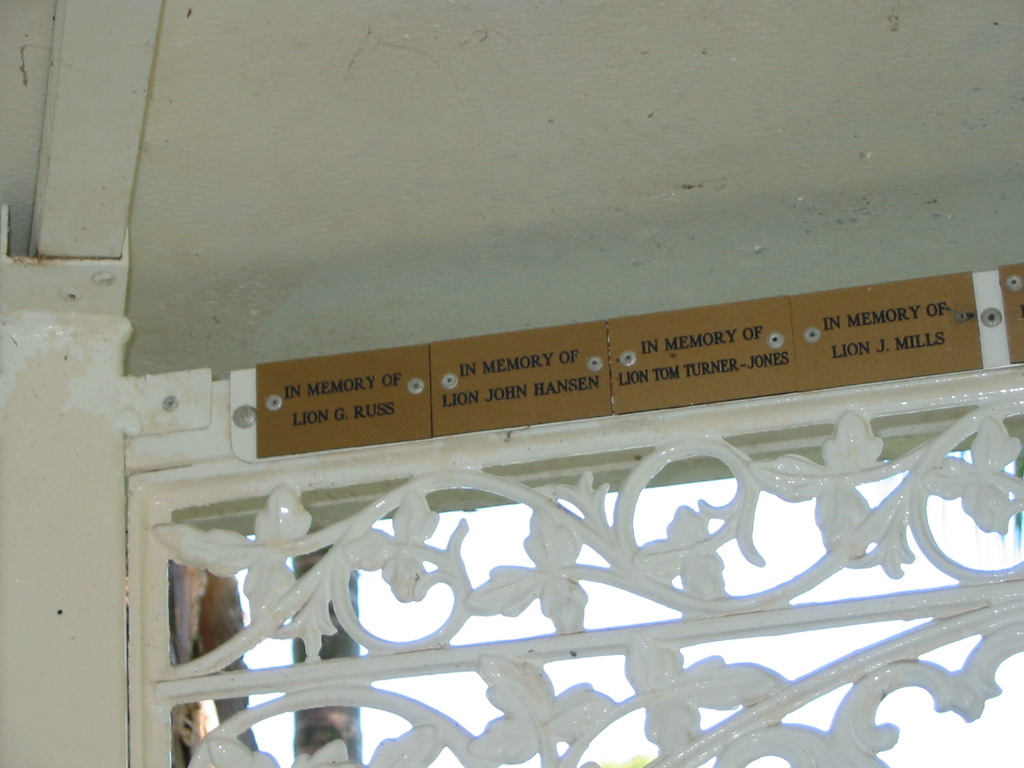 IN MEMORY OF
LION G. RUSS
IN MEMORY OF
LION JOHN HANSEN
IN MEMORY OF
LION TOM TURNER-JONES
IN MEMORY OF
LION J. MILLS